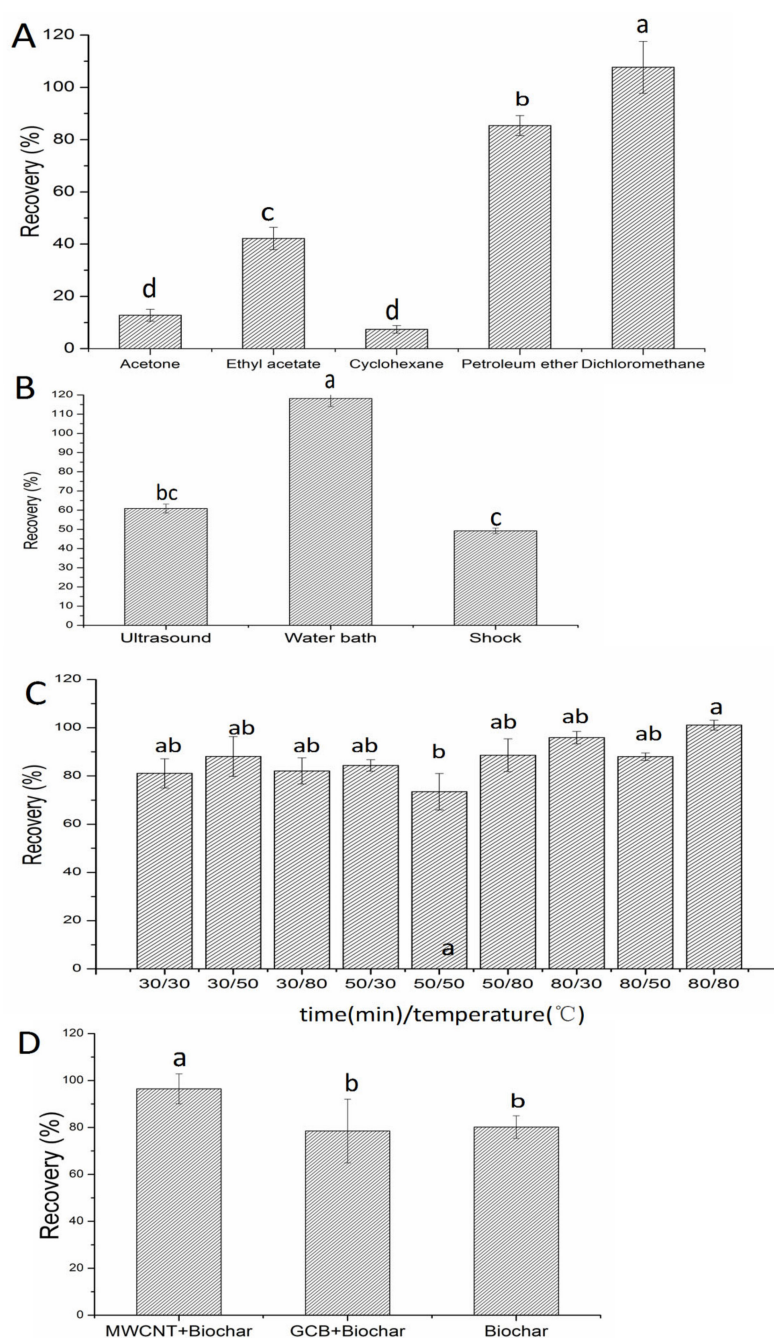 A
Recovery (%)
120
100
80
60
40
20
0
d
c
d
b
a
Acetone
Ethyl acetate
Cyclohexane
Petroleum ether
Dichloromethane
B
Recovery (%)
120
110
100
90
80
70
60
50
40
30
20
10
0
bc
a
c
Ultrasound
Water bath
Shock
C
Recovery (%)
120
100
80
60
40
20
0
ab
ab
ab
ab
b
ab
ab
ab
a
a
30/30
30/50
30/80
50/30
50/50
50/80
80/30
80/50
80/80
time(min)/temperature(℃)
D
Recovery (%)
120
100
80
60
40
20
0
a
b
b
MWCNT+Biochar
GCB+Biochar
Biochar